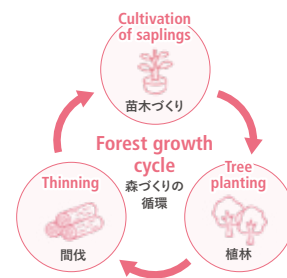 Cultivation
of saplings
苗木づくり
Forest growth
cycle
森づくりの
循環
Tree
planting
植林
Thinning
間伐